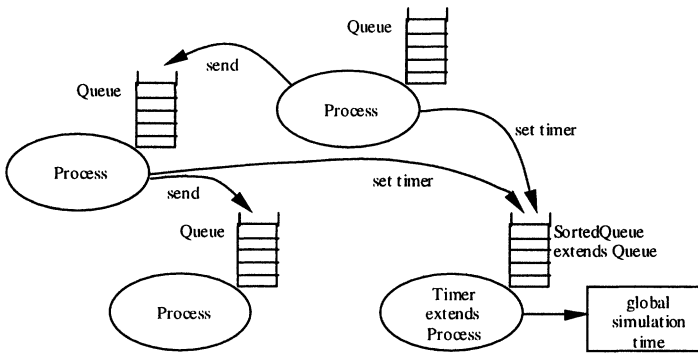 Queue
send
Queue
Process
set timer
Process
set timer
send
Queue
SortedQueue
extends Queue
Process
Timer
extends
Process
global
simulation
time